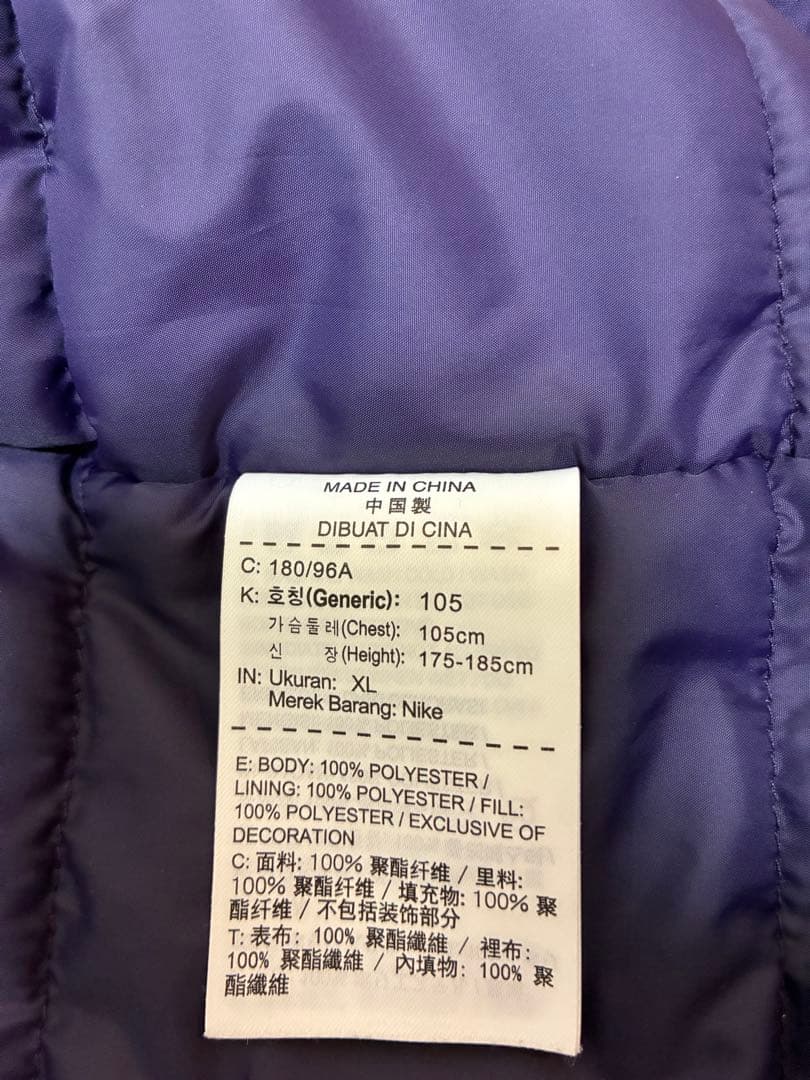 MADE IN CHINA
中国製
DIBUAT DI CINA
C: 180/96A
K: 호칭(Generic): 105
가슴둘레(Chest): 105cm
신 장(Height): 175-185cm
IN: Ukuran: XL
Merek Barang: Nike
E: BODY: 100% POLYESTER /
LINING: 100% POLYESTER / FILL:
100% POLYESTER / EXCLUSIVE OF
DECORATION
C: 面料: 100% 聚酯纤维 / 里料:
100% 聚酯纤维 / 填充物: 100% 聚
酯纤维 / 不包括装饰部分
T: 表布: 100% 聚酯纖維 / 裡布:
100% 聚酯纖維 / 內填物: 100% 聚
酯纖維